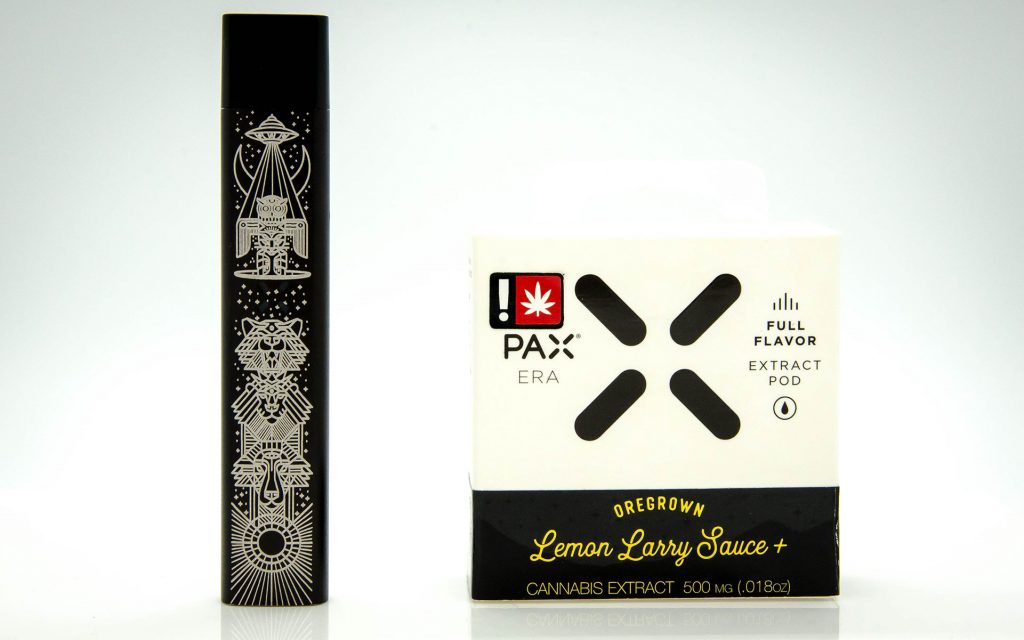 !
PAX®
ERA
FULL
FLAVOR
EXTRACT
POD
OREGROWN
Lemon Larry Sauce +
CANNABIS EXTRACT 500 MG (.018OZ)